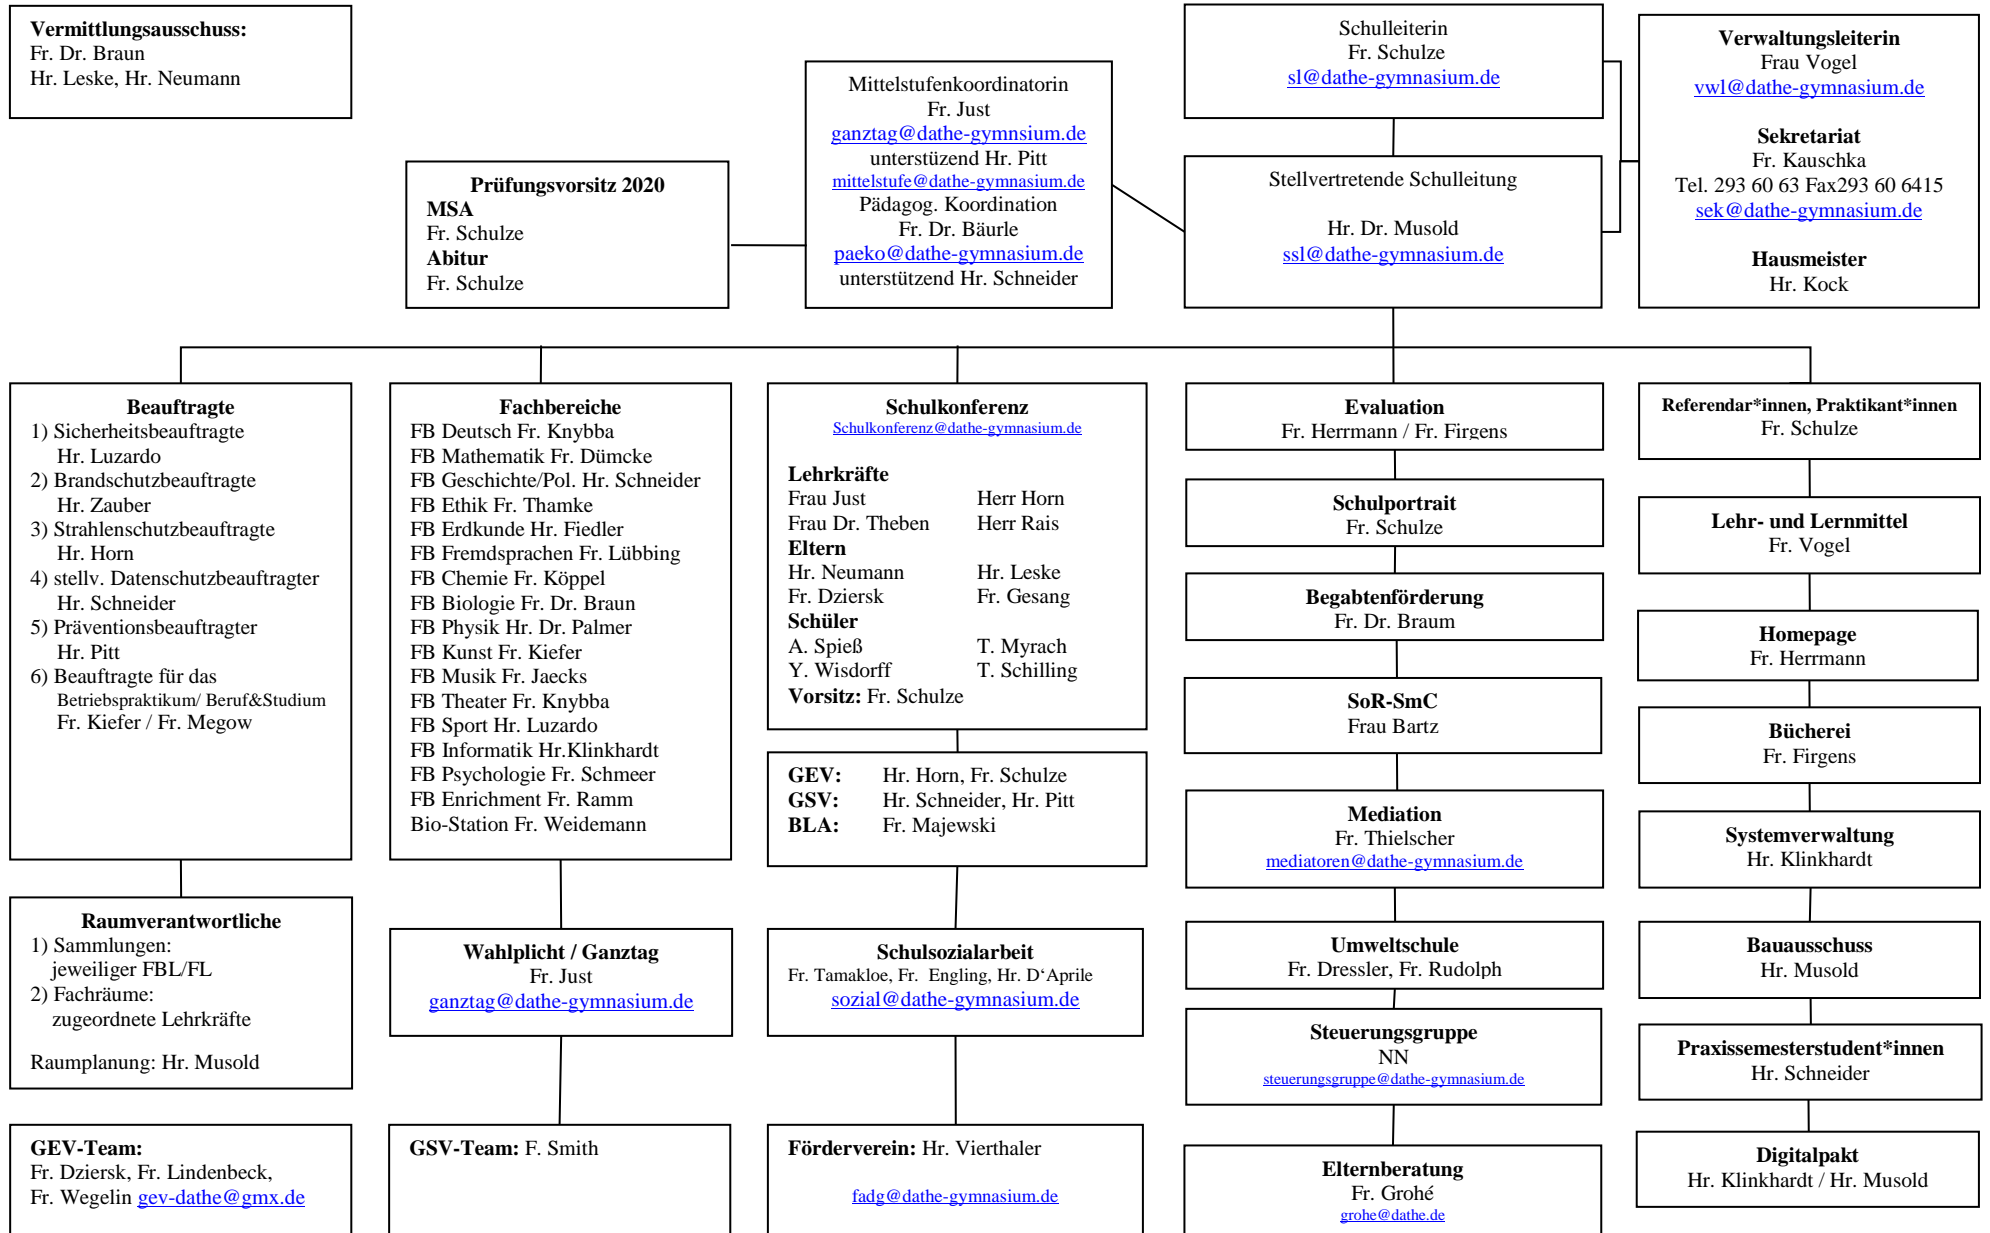 Vermittlungsausschuss:
Fr. Dr. Braun
Hr. Leske, Hr. Neumann
Prüfungsvorsitz 2020
MSA
Fr. Schulze
Abitur
Fr. Schulze
Mittelstufenkoordinatorin
Fr. Just
ganztag@dathe-gymnsium.de
unterstüzend Hr. Pitt
mittelstufe@dathe-gymnasium.de
Pädagog. Koordination
Fr. Dr. Bäurle
paeko@dathe-gymnasium.de
unterstützend Hr. Schneider
Schulleiterin
Fr. Schulze
sl@dathe-gymnasium.de
Stellvertretende Schulleitung
Hr. Dr. Musold
ssl@dathe-gymnasium.de
Verwaltungsleiterin
Frau Vogel
vwl@dathe-gymnasium.de
Sekretariat
Fr. Kauschka
Tel. 293 60 63 Fax293 60 6415
sek@dathe-gymnasium.de
Hausmeister
Hr. Kock
Beauftragte
1) Sicherheitsbeauftragte
Hr. Luzardo
2) Brandschutzbeauftragte
Hr. Zauber
3) Strahlenschutzbeauftragte
Hr. Horn
4) stellv. Datenschutzbeauftragter
Hr. Schneider
5) Präventionsbeauftragter
Hr. Pitt
6) Beauftragte für das
Betriebspraktikum/ Beruf&Studium
Fr. Kiefer / Fr. Megow
Raumverantwortliche
1) Sammlungen:
jeweiliger FBL/FL
2) Fachräume:
zugeordnete Lehrkräfte
Raumplanung: Hr. Musold
GEV-Team:
Fr. Dziersk, Fr. Lindenbeck,
Fr. Wegelin gev-dathe@gmx.de
Fachbereiche
FB Deutsch Fr. Knybba
FB Mathematik Fr. Dümcke
FB Geschichte/Pol. Hr. Schneider
FB Ethik Fr. Thamke
FB Erdkunde Hr. Fiedler
FB Fremdsprachen Fr. Lübbing
FB Chemie Fr. Köppel
FB Biologie Fr. Dr. Braun
FB Physik Hr. Dr. Palmer
FB Kunst Fr. Kiefer
FB Musik Fr. Jaecks
FB Theater Fr. Knybba
FB Sport Hr. Luzardo
FB Informatik Hr.Klinkhardt
FB Psychologie Fr. Schmeer
FB Enrichment Fr. Ramm
Bio-Station Fr. Weidemann
Wahlplicht / Ganztag
Fr. Just
ganztag@dathe-gymnasium.de
GSV-Team: F. Smith
Schulkonferenz
Schulkonferenz@dathe-gymnasium.de
Lehrkräfte
Frau Just Herr Horn
Frau Dr. Theben Herr Rais
Eltern
Hr. Neumann Hr. Leske
Fr. Dziersk Fr. Gesang
Schüler
A. Spieß T. Myrach
Y. Wisdorff T. Schilling
Vorsitz: Fr. Schulze
GEV: Hr. Horn, Fr. Schulze
GSV: Hr. Schneider, Hr. Pitt
BLA: Fr. Majewski
Schulsozialarbeit
Fr. Tamakloe, Fr. Engling, Hr. D‘Aprile
sozial@dathe-gymnasium.de
Förderverein: Hr. Vierthaler
fadg@dathe-gymnasium.de
Evaluation
Fr. Herrmann / Fr. Firgens
Schulportrait
Fr. Schulze
Begabtenförderung
Fr. Dr. Braum
SoR-SmC
Frau Bartz
Mediation
Fr. Thielscher
mediatoren@dathe-gymnasium.de
Umweltschule
Fr. Dressler, Fr. Rudolph
Steuerungsgruppe
NN
steuerungsgruppe@dathe-gymnasium.de
Elternberatung
Fr. Grohé
grohe@dathe.de
Referendar*innen, Praktikant*innen
Fr. Schulze
Lehr- und Lernmittel
Fr. Vogel
Homepage
Fr. Herrmann
Bücherei
Fr. Firgens
Systemverwaltung
Hr. Klinkhardt
Bauausschuss
Hr. Musold
Praxissemesterstudent*innen
Hr. Schneider
Digitalpakt
Hr. Klinkhardt / Hr. Musold